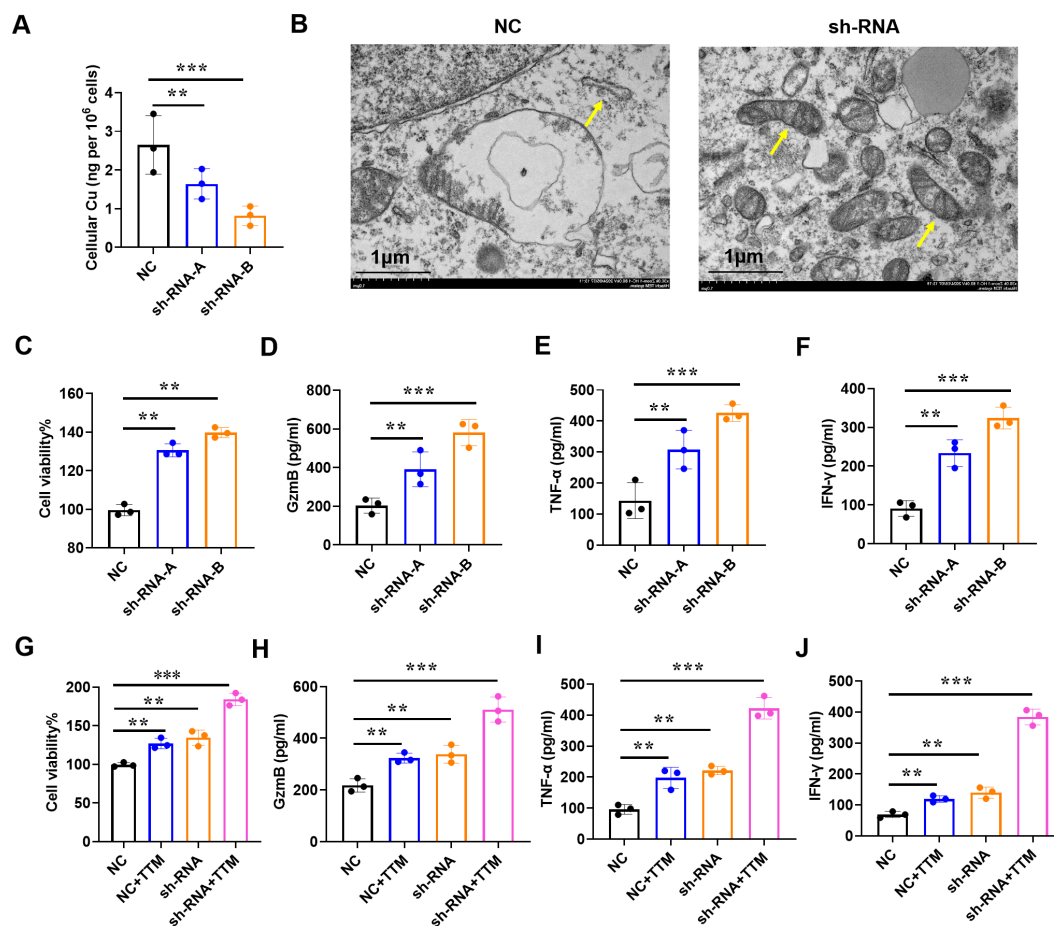 A
Cellular Cu (ng per 10⁶ cells)
4
3
2
1
0
***
**
NC
sh-RNA-A
sh-RNA-B
B
NC
sh-RNA
1μm
1μm
C
Cell viability%
160
140
120
100
80
**
**
NC
sh-RNA-A
sh-RNA-B
D
GzmB (pg/ml)
800
600
400
200
0
***
**
NC
sh-RNA-A
sh-RNA-B
E
TNF-α (pg/ml)
500
400
300
200
100
0
***
**
NC
sh-RNA-A
sh-RNA-B
F
IFN-γ (pg/ml)
400
300
200
100
0
***
**
NC
sh-RNA-A
sh-RNA-B
G
Cell viability%
200
150
100
50
0
***
**
**
NC
NC+TTM
sh-RNA
sh-RNA+TTM
H
GzmB (pg/ml)
600
400
200
0
***
**
**
NC
NC+TTM
sh-RNA
sh-RNA+TTM
I
TNF-α (pg/ml)
500
400
300
200
100
0
***
**
**
NC
NC+TTM
sh-RNA
sh-RNA+TTM
J
IFN-γ (pg/ml)
500
400
300
200
100
0
***
**
**
NC
NC+TTM
sh-RNA
sh-RNA+TTM